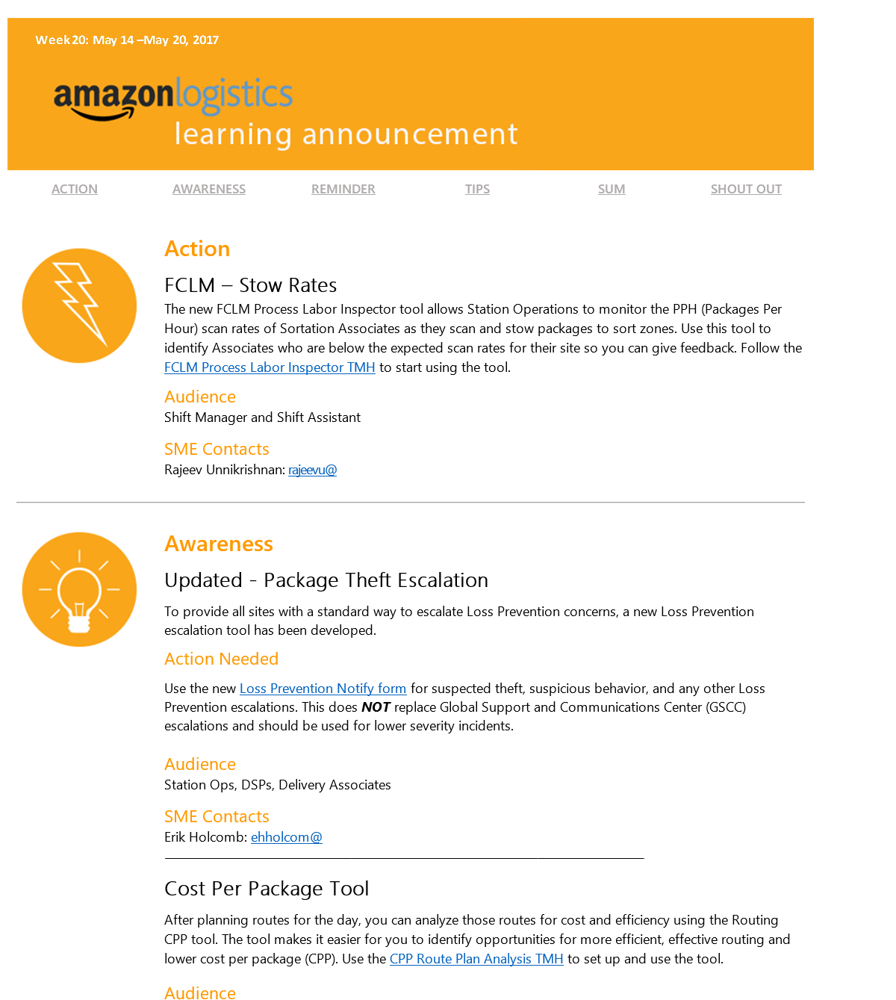 Week 20: May 14 –May 20, 2017
amazonlogistics
learning announcement
ACTION AWARENESS REMINDER TIPS SUM SHOUT OUT
Action
FCLM – Stow Rates
The new FCLM Process Labor Inspector tool allows Station Operations to monitor the PPH (Packages Per
Hour) scan rates of Sortation Associates as they scan and stow packages to sort zones. Use this tool to
identify Associates who are below the expected scan rates for their site so you can give feedback. Follow the
FCLM Process Labor Inspector TMH to start using the tool.
Audience
Shift Manager and Shift Assistant
SME Contacts
Rajeev Unnikrishnan: rajeevu@
Awareness
Updated - Package Theft Escalation
To provide all sites with a standard way to escalate Loss Prevention concerns, a new Loss Prevention
escalation tool has been developed.
Action Needed
Use the new Loss Prevention Notify form for suspected theft, suspicious behavior, and any other Loss
Prevention escalations. This does NOT replace Global Support and Communications Center (GSCC)
escalations and should be used for lower severity incidents.
Audience
Station Ops, DSPs, Delivery Associates
SME Contacts
Erik Holcomb: ehholcom@
Cost Per Package Tool
After planning routes for the day, you can analyze those routes for cost and efficiency using the Routing
CPP tool. The tool makes it easier for you to identify opportunities for more efficient, effective routing and
lower cost per package (CPP). Use the CPP Route Plan Analysis TMH to set up and use the tool.
Audience